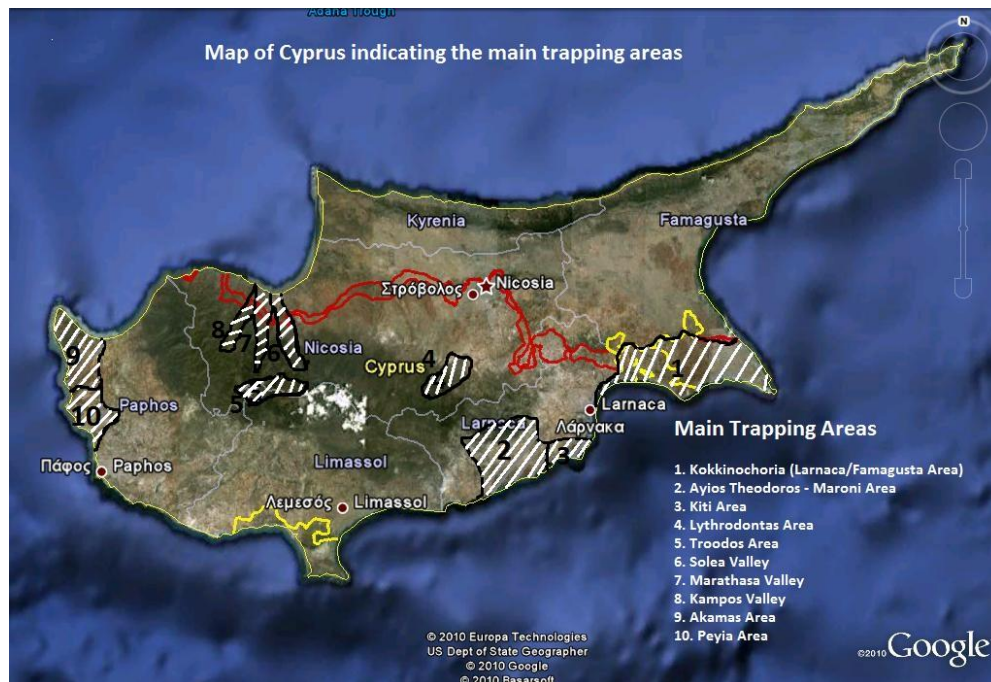 Adana Trough
N
Map of Cyprus indicating the main trapping areas
Kyrenia
Famagusta
Στρόβολος
Nicosia
8
7
6
Nicosia
9
Cyprus
4
1
5
10
Paphos
Larnaca
Larnaca
Λάρνακα
2
3
Limassol
Πάφος
Paphos
Λεμεσός
Limassol
Main Trapping Areas
1. Kokkinochoria (Larnaca/Famagusta Area)
2. Ayios Theodoros - Maroni Area
3. Kiti Area
4. Lythrodontas Area
5. Troodos Area
6. Solea Valley
7. Marathasa Valley
8. Kampos Valley
9. Akamas Area
10. Peyia Area
© 2010 Europa Technologies
US Dept of State Geographer
© 2010 Google
© 2010 Basarsoft
©2010 Google